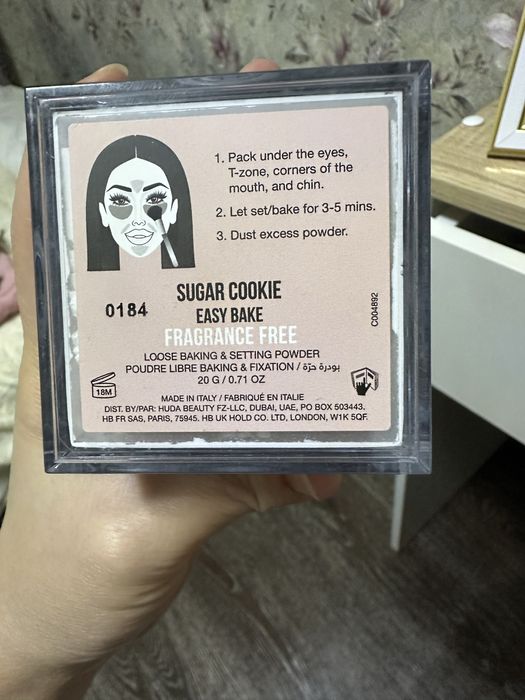 1. Pack under the eyes,
T-zone, corners of the
mouth, and chin.
2. Let set/bake for 3-5 mins.
3. Dust excess powder.
0184
SUGAR COOKIE
EASY BAKE
FRAGRANCE FREE
LOOSE BAKING & SETTING POWDER
POUDRE LIBRE BAKING & FIXATION / بودرة حرّة
20 G / 0.71 OZ
C004892
18M
MADE IN ITALY / FABRIQUÉ EN ITALIE
DIST. BY/PAR: HUDA BEAUTY FZ-LLC, DUBAI, UAE, PO BOX 503443.
HB FR SAS, PARIS, 75945. HB UK HOLD CO. LTD, LONDON, W1K 5QF.